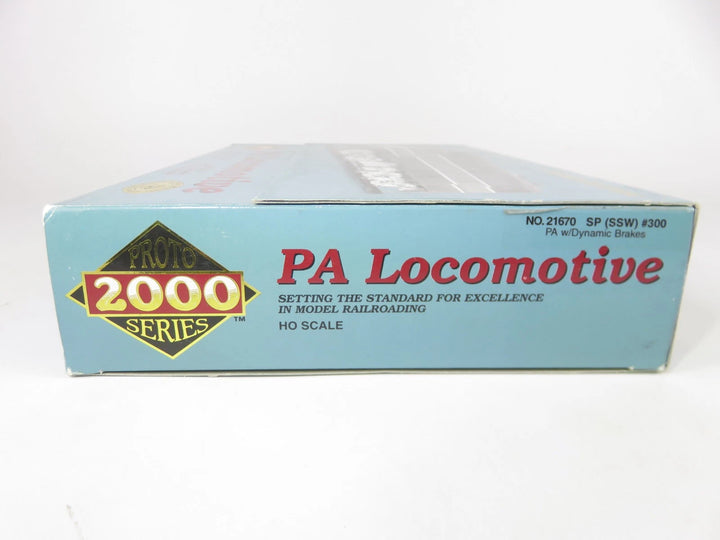 NO. 21670 SP (SSW) #300
PA w/Dynamic Brakes
PROTO
2000
SERIES
TM
PA Locomotive
SETTING THE STANDARD FOR EXCELLENCE
IN MODEL RAILROADING
HO SCALE